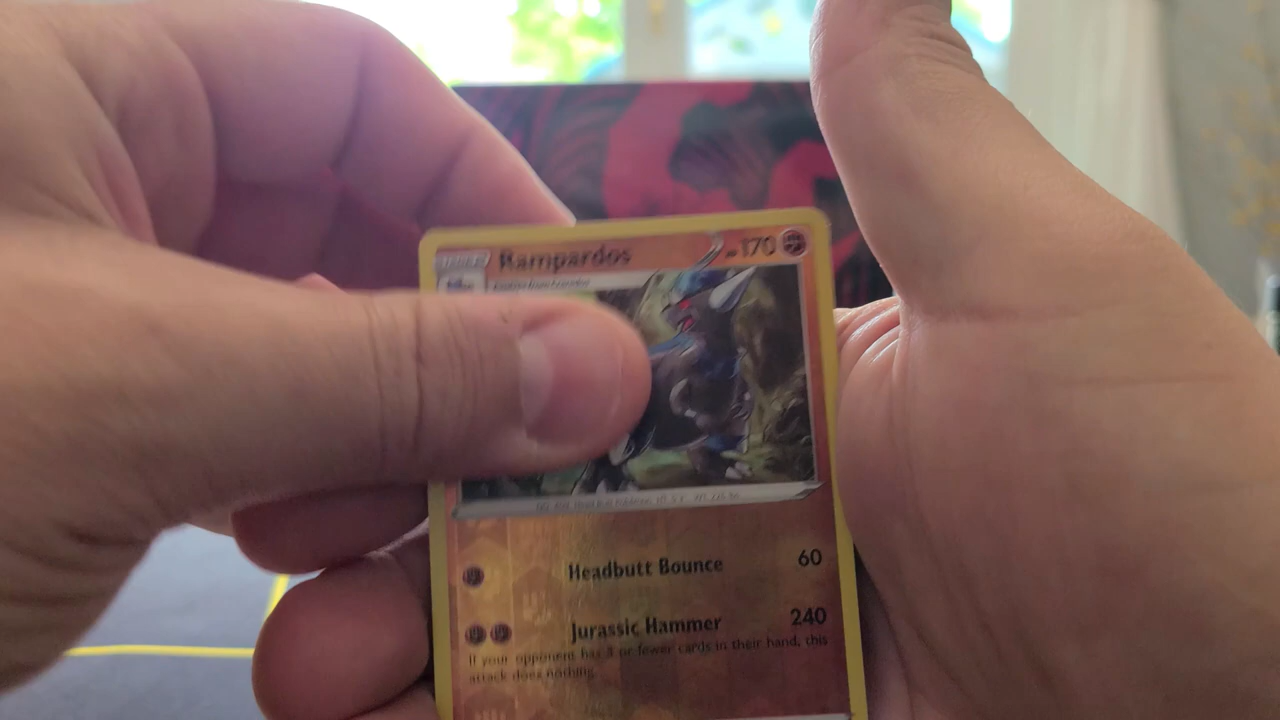 Rampardos
170
Headbutt Bounce 60
Jurassic Hammer 240
If your opponent has 3 or fewer cards in their hand, this
attack does nothing.